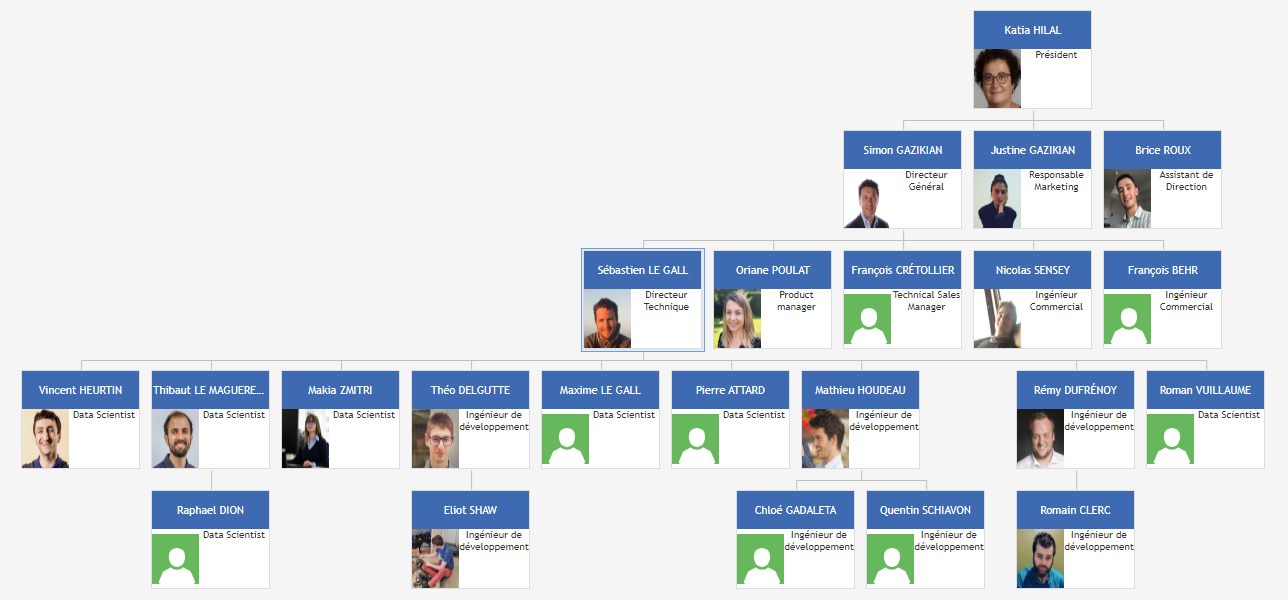 Katia HILAL
Président
Simon GAZIKIAN
Directeur
Général
Justine GAZIKIAN
Responsable
Marketing
Brice ROUX
Assistant de
Direction
Sébastien LE GALL
Directeur
Technique
Oriane POULAT
Product
manager
François CRÉTOLLIER
Technical Sales
Manager
Nicolas SENSEY
Ingénieur
Commercial
François BEHR
Ingénieur
Commercial
Vincent HEURTIN
Data Scientist
Thibaut LE MAGUERE...
Data Scientist
Makia ZMITRI
Data Scientist
Théo DELGUTTE
Ingénieur de
développement
Maxime LE GALL
Data Scientist
Pierre ATTARD
Data Scientist
Mathieu HOUDEAU
Ingénieur de
développement
Rémy DUFRÉNOY
Ingénieur de
développement
Roman VUILLAUME
Data Scientist
Raphael DION
Data Scientist
Eliot SHAW
Ingénieur de
développement
Chloé GADALETA
Ingénieur de
développement
Quentin SCHIAVON
Ingénieur de
développement
Romain CLERC
Ingénieur de
développement